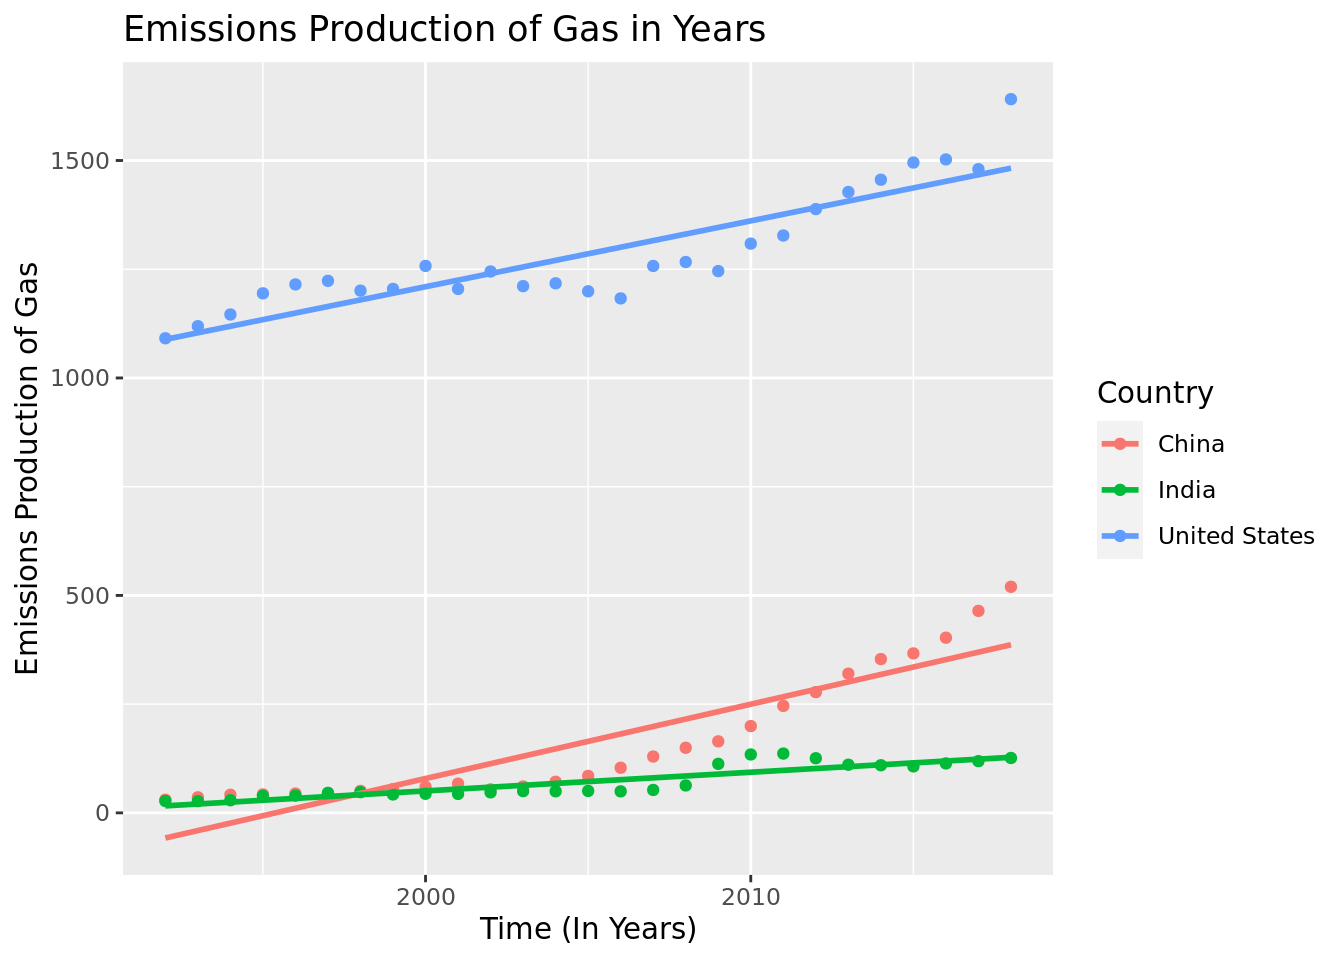 Emissions Production of Gas in Years
Emissions Production of Gas
1500
1000
500
0
2000
2010
Time (In Years)
Country
China
India
United States